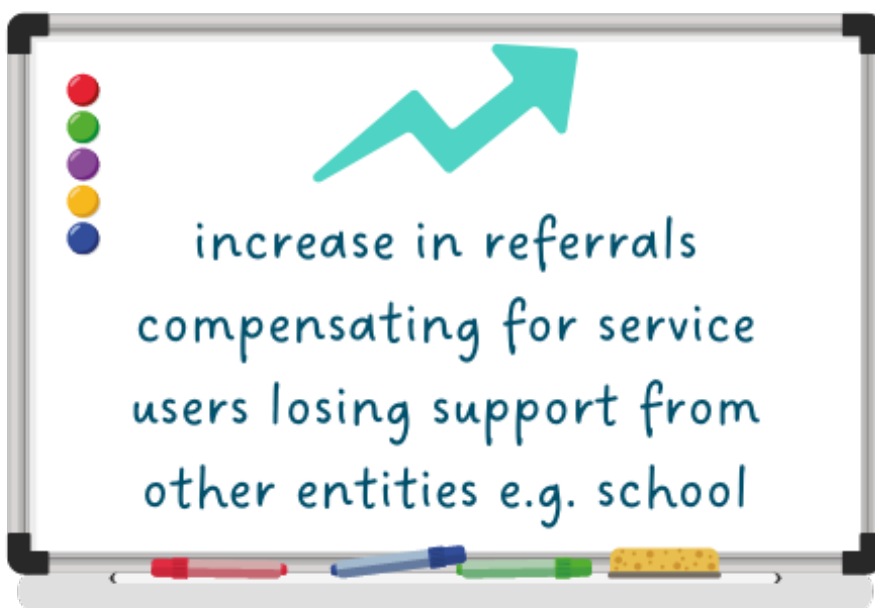 increase in referrals
compensating for service
users losing support from
other entities e.g. school